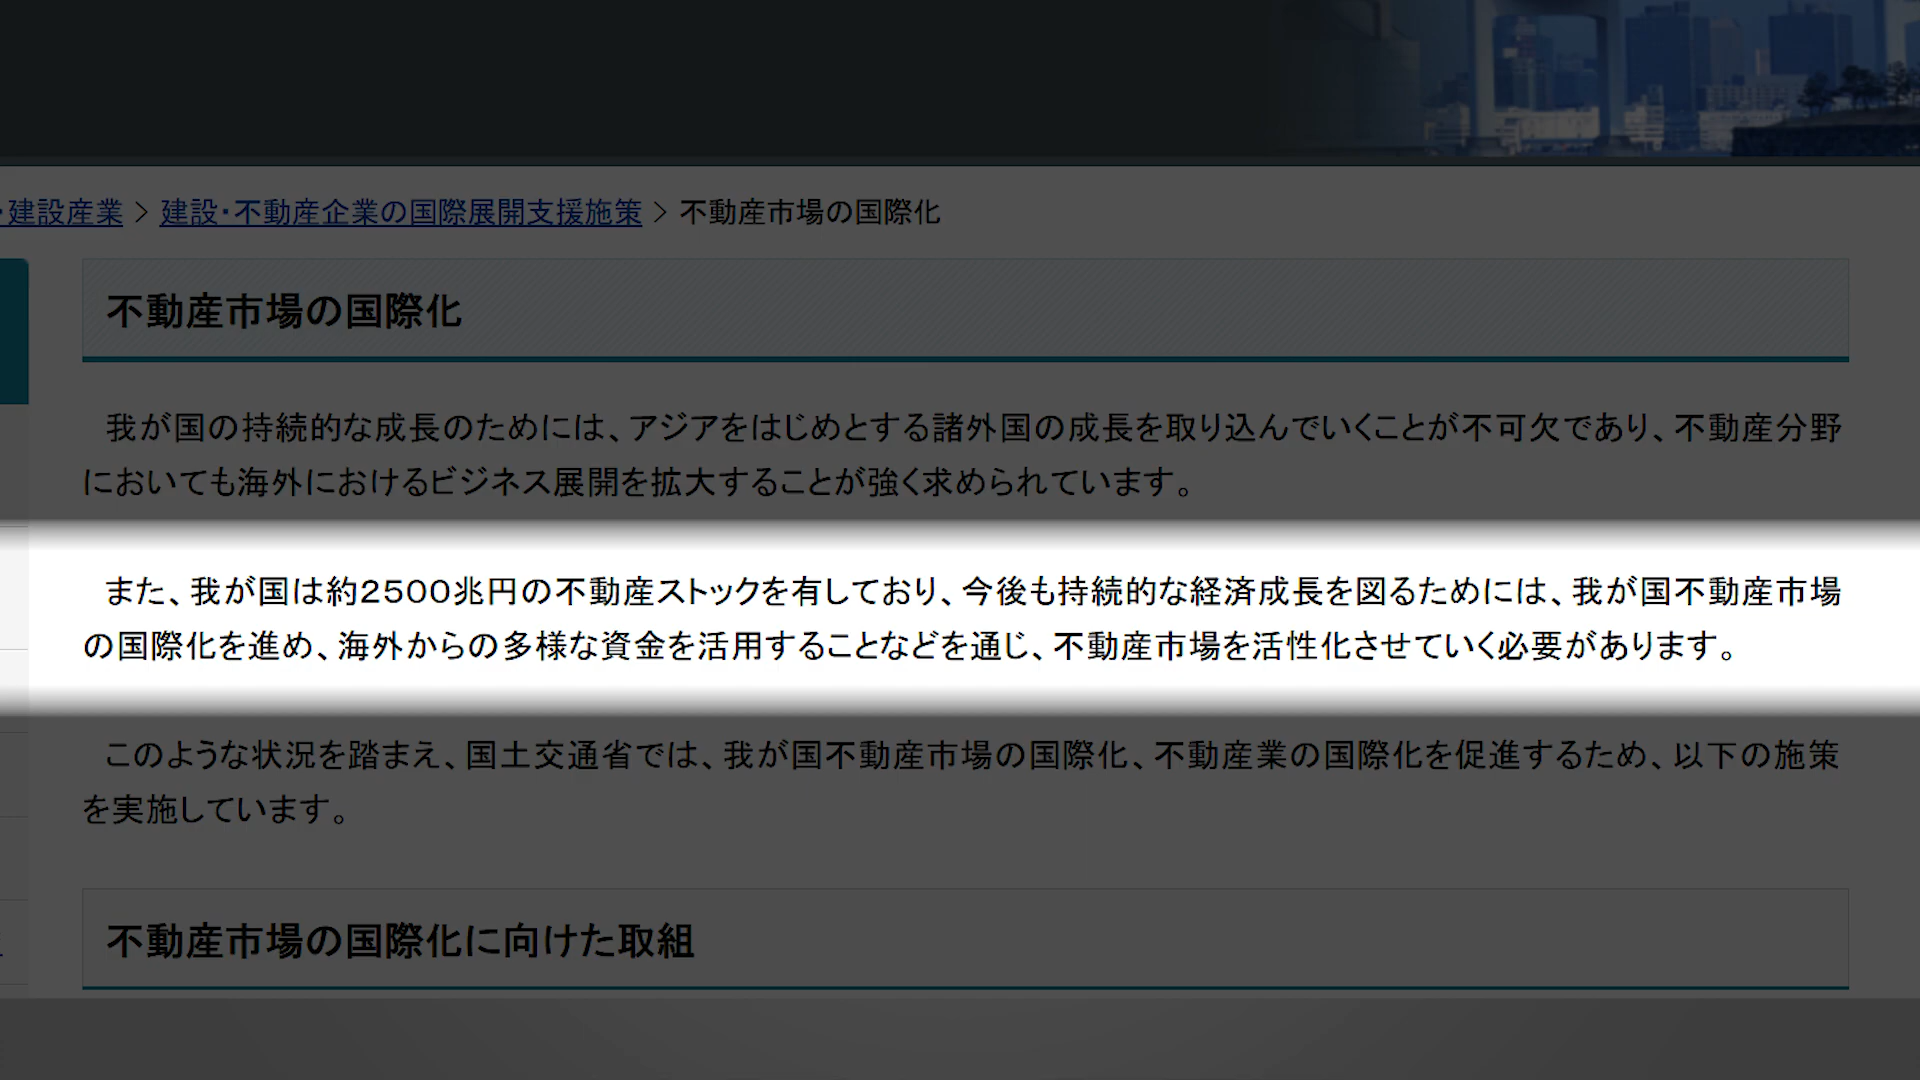 ・建設産業 > 建設・不動産企業の国際展開支援施策 > 不動産市場の国際化
不動産市場の国際化
我が国の持続的な成長のためには、アジアをはじめとする諸外国の成長を取り込んでいくことが不可欠であり、不動産分野
においても海外におけるビジネス展開を拡大することが強く求められています。
また、我が国は約2500兆円の不動産ストックを有しており、今後も持続的な経済成長を図るためには、我が国不動産市場
の国際化を進め、海外からの多様な資金を活用することなどを通じ、不動産市場を活性化させていく必要があります。
このような状況を踏まえ、国土交通省では、我が国不動産市場の国際化、不動産業の国際化を促進するため、以下の施策
を実施しています。
不動産市場の国際化に向けた取組